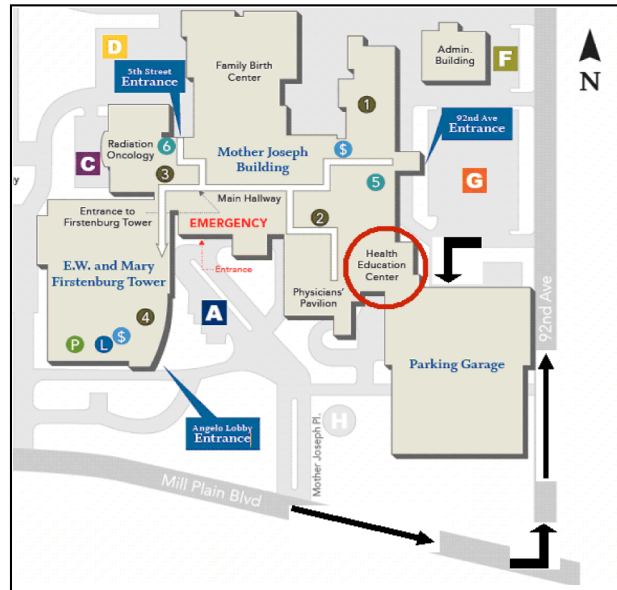 D
5th Street
Entrance
Family Birth
Center
1
Admin.
Building
F
N
92nd Ave
Entrance
Radiation
Oncology
6
C
3
Mother Joseph
Building
$
5
G
Main Hallway
Entrance to
Firstenburg Tower
EMERGENCY
2
Entrance
Health
Education
Center
E.W. and Mary
Firstenburg Tower
Physicians'
Pavilion
A
4
P
L
$
Parking Garage
92nd Ave
Angelo Lobby
Entrance
H
Mother Joseph Pl.
Mill Plain Blvd